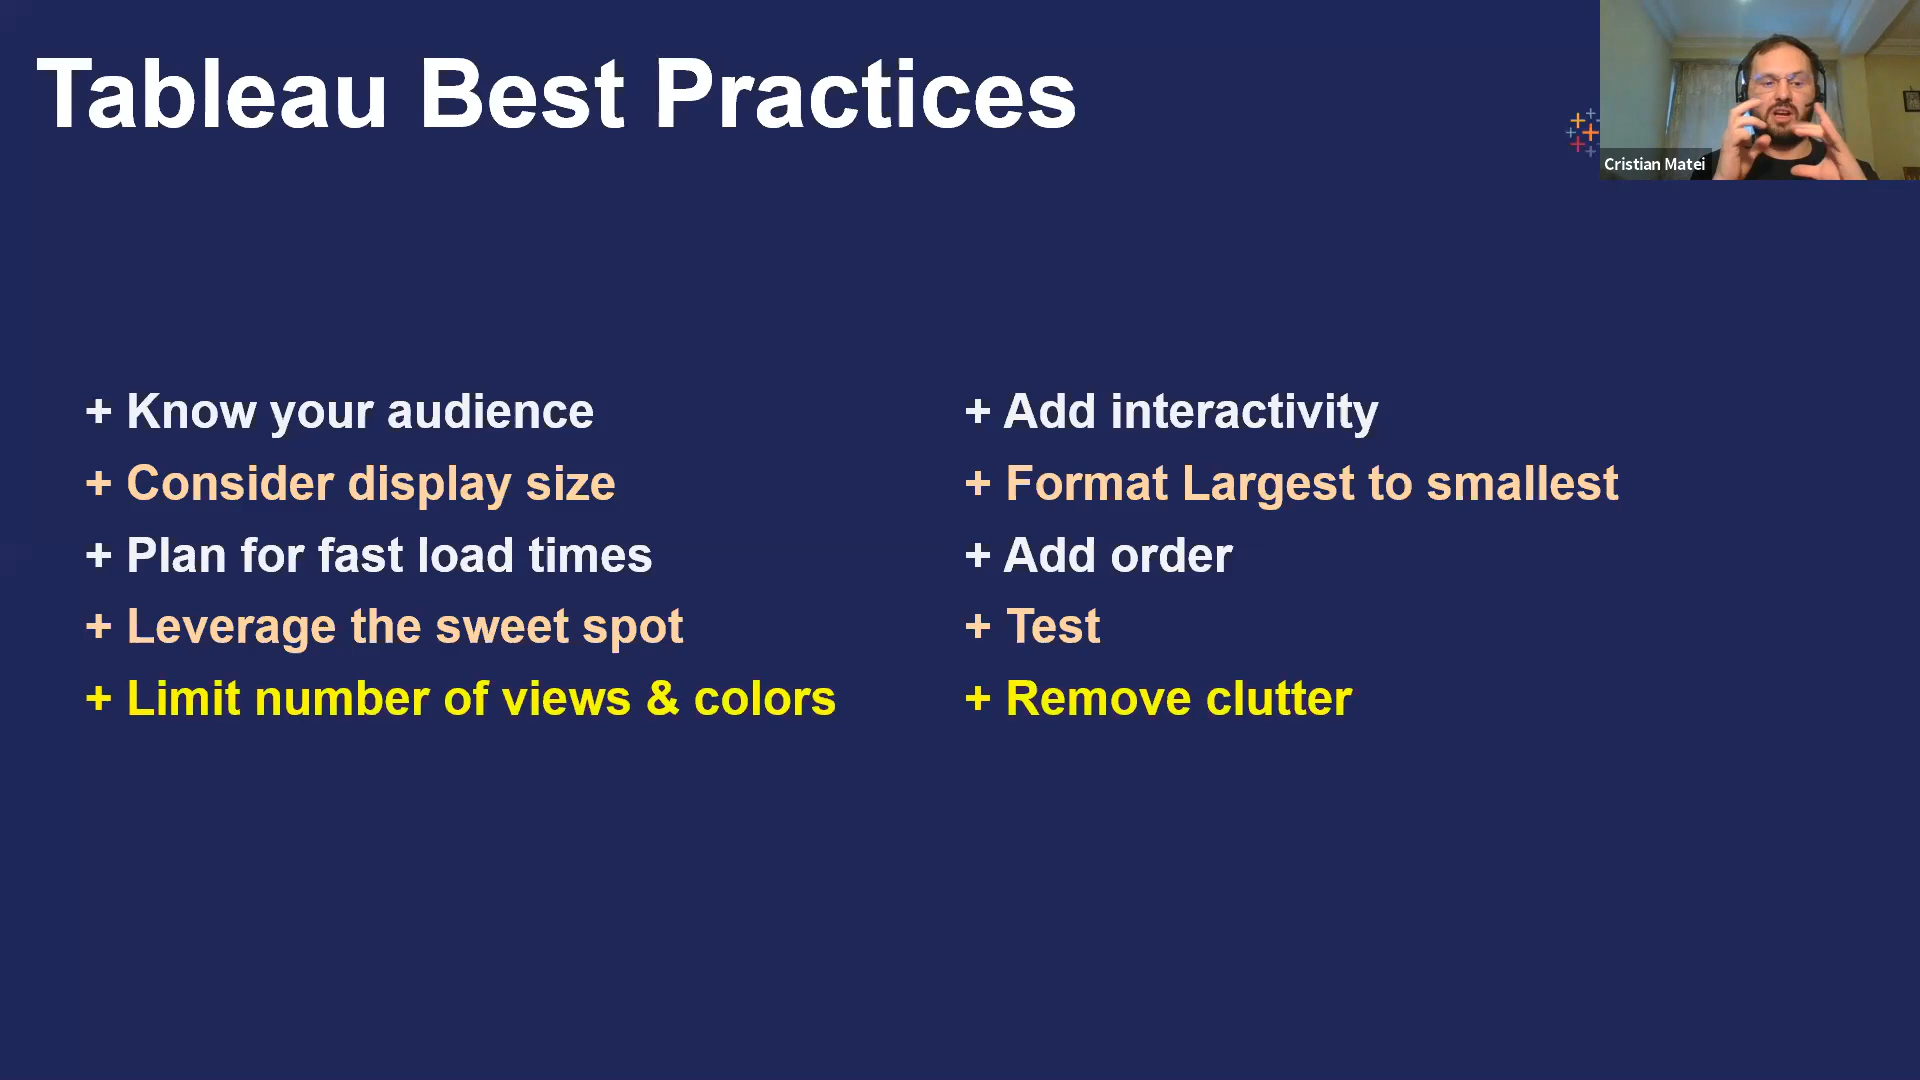 Tableau Best Practices
Cristian Matei
+ Know your audience
+ Consider display size
+ Plan for fast load times
+ Leverage the sweet spot
+ Limit number of views & colors
+ Add interactivity
+ Format Largest to smallest
+ Add order
+ Test
+ Remove clutter